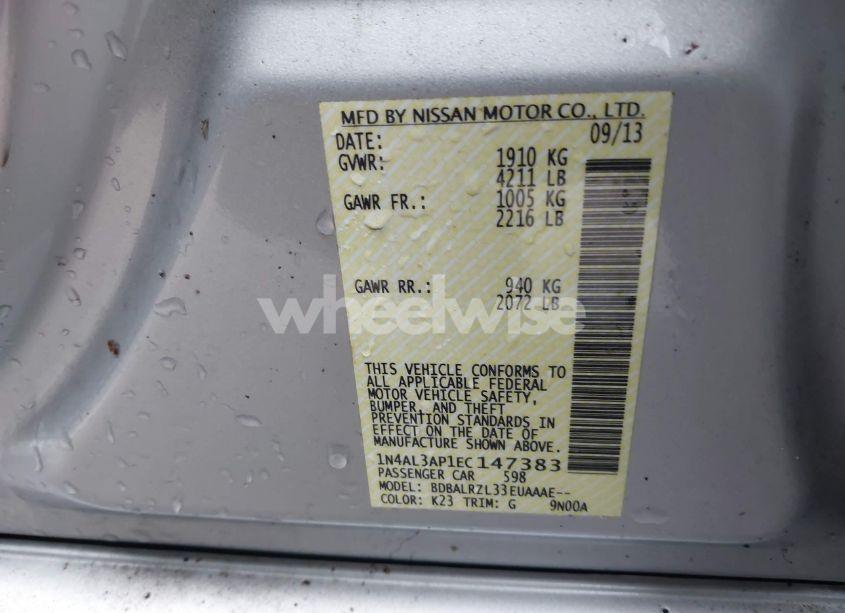 MFD BY NISSAN MOTOR CO., LTD.
DATE: 09/13
GVWR: 1910 KG
4211 LB
GAWR FR.: 1005 KG
2216 LB
GAWR RR.: 940 KG
2072 LB
wheelwise
THIS VEHICLE CONFORMS TO
ALL APPLICABLE FEDERAL
MOTOR VEHICLE SAFETY,
BUMPER, AND THEFT
PREVENTION STANDARDS IN
EFFECT ON THE DATE OF
MANUFACTURE SHOWN ABOVE.
1N4AL3AP1EC147383
PASSENGER CAR 598
MODEL: BDBALRZL33EUAAAE--
COLOR: K23 TRIM: G 9N00A